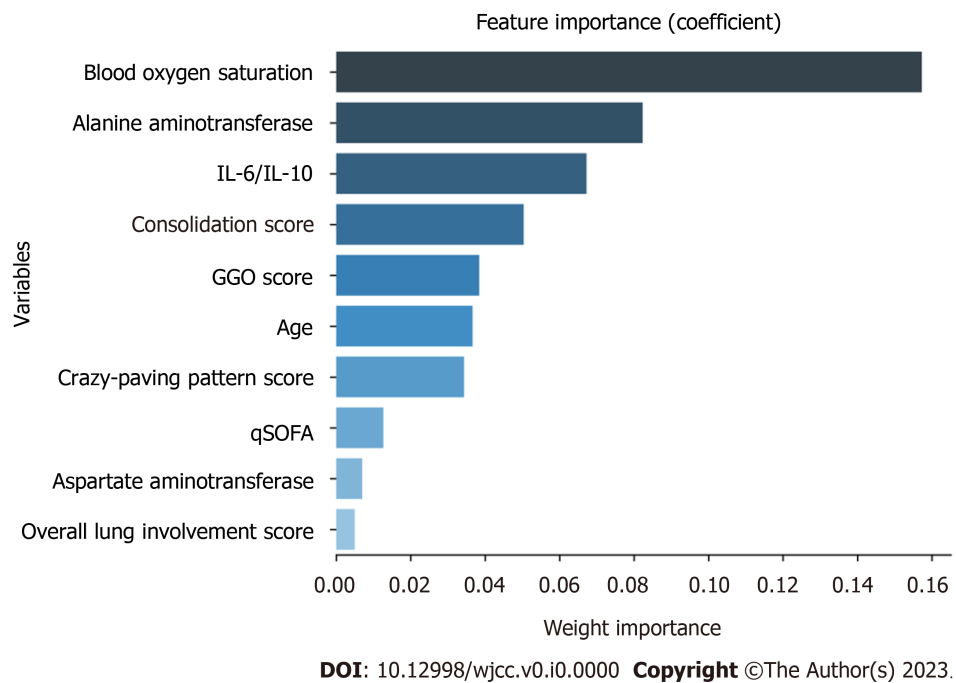 Feature importance (coefficient)
Blood oxygen saturation
Alanine aminotransferase
IL-6/IL-10
Consolidation score
GGO score
Age
Crazy-paving pattern score
qSOFA
Aspartate aminotransferase
Overall lung involvement score
Variables
0.00 0.02 0.04 0.06 0.08 0.10 0.12 0.14 0.16
Weight importance
DOI: 10.12998/wjcc.v0.i0.0000 Copyright ©The Author(s) 2023.